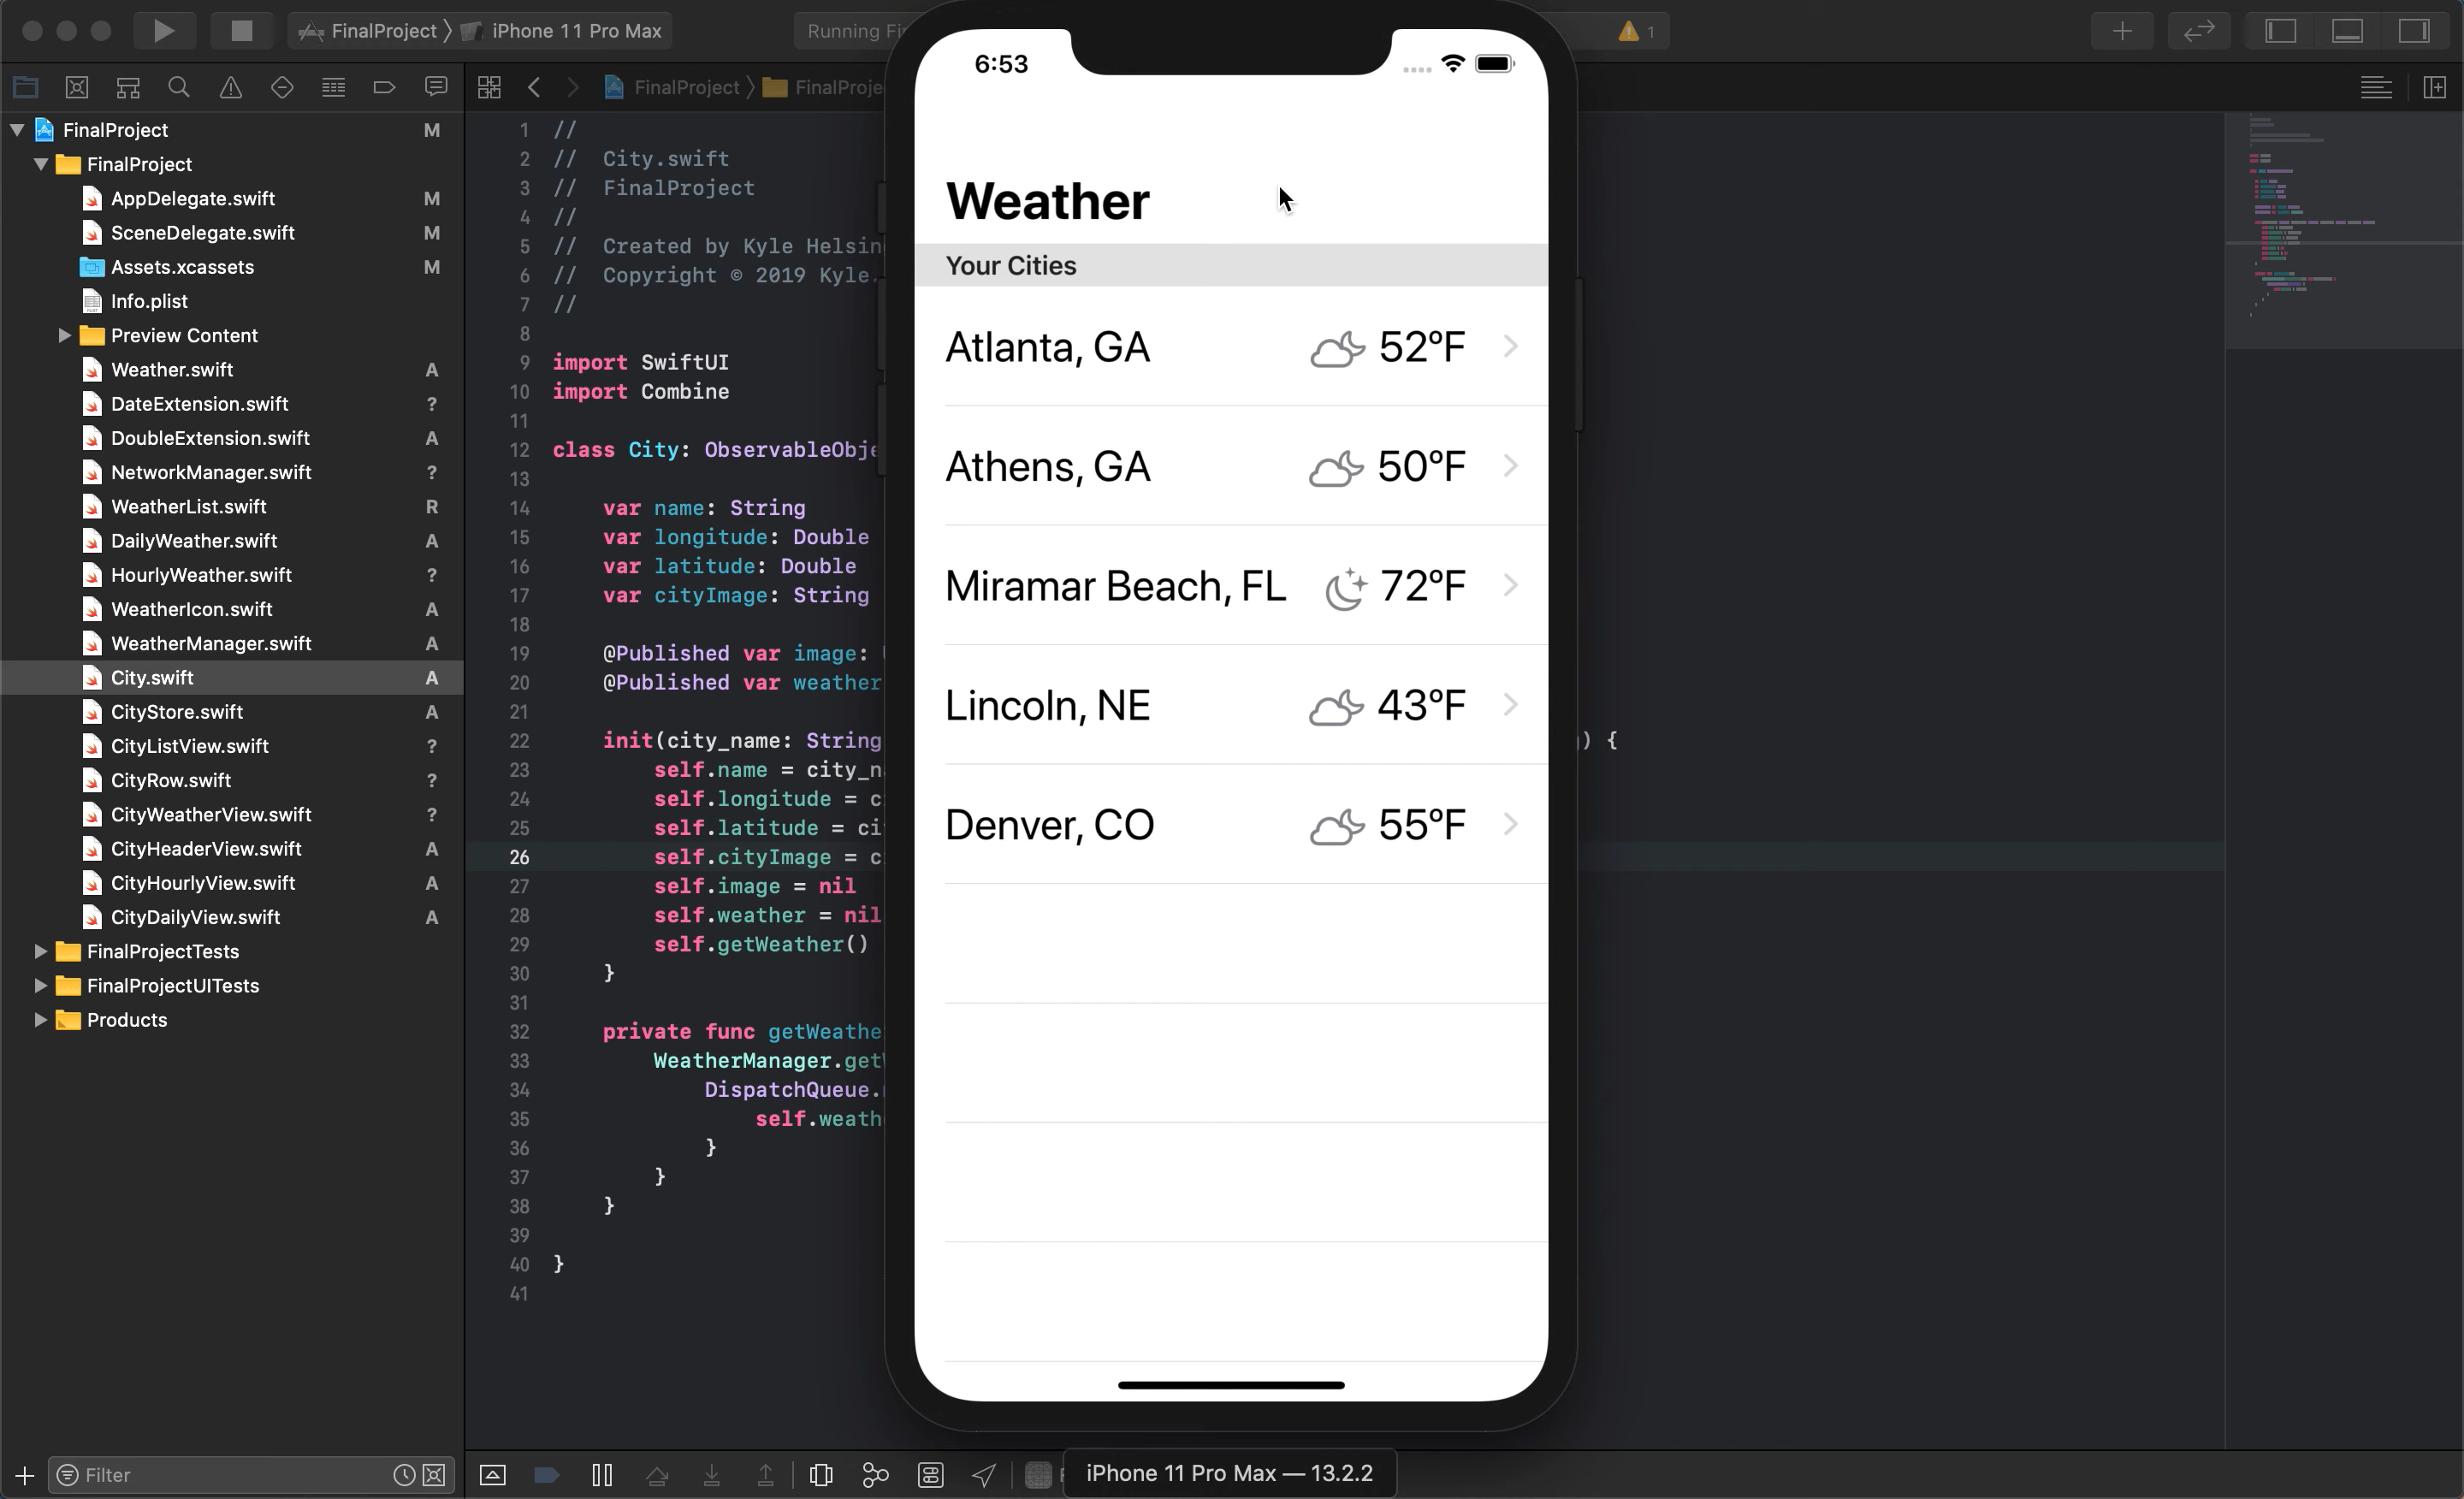 FinalProject
iPhone 11 Pro Max
Running
1
FinalProject
FinalProject M
FinalProject
AppDelegate.swift M
SceneDelegate.swift M
Assets.xcassets M
Info.plist
Preview Content
Weather.swift A
DateExtension.swift ?
DoubleExtension.swift A
NetworkManager.swift ?
WeatherList.swift R
DailyWeather.swift A
HourlyWeather.swift ?
WeatherIcon.swift A
WeatherManager.swift A
City.swift A
CityStore.swift A
CityListView.swift ?
CityRow.swift ?
CityWeatherView.swift ?
CityHeaderView.swift A
CityHourlyView.swift A
CityDailyView.swift A
FinalProjectTests
FinalProjectUITests
Products
Filter
1 //
2 //  City.swift
3 //  FinalProject
4 //
5 //  Created by Kyle
6 //  Copyright © 2019 Kyle.
7 //
8
9 import SwiftUI
10 import Combine
11
12 class City:
13
14 var name: String
15 var longitude: Double
16 var latitude: Double
17 var cityImage: String
18
19 @Published var image:
20 @Published var weather
21
22 init(city_name: String ) {
23 self.name =
24 self.longitude =
25 self.latitude =
26 self.cityImage =
27 self.image = nil
28 self.weather = nil
29 self.getWeather()
30 }
31
32 private func
33 WeatherManager.
34 DispatchQueue.
35 self.
36 }
37 }
38 }
39
40 }
41
6:53
Weather
Your Cities
Atlanta, GA 52°F
Athens, GA 50°F
Miramar Beach, FL 72°F
Lincoln, NE 43°F
Denver, CO 55°F
iPhone 11 Pro Max — 13.2.2